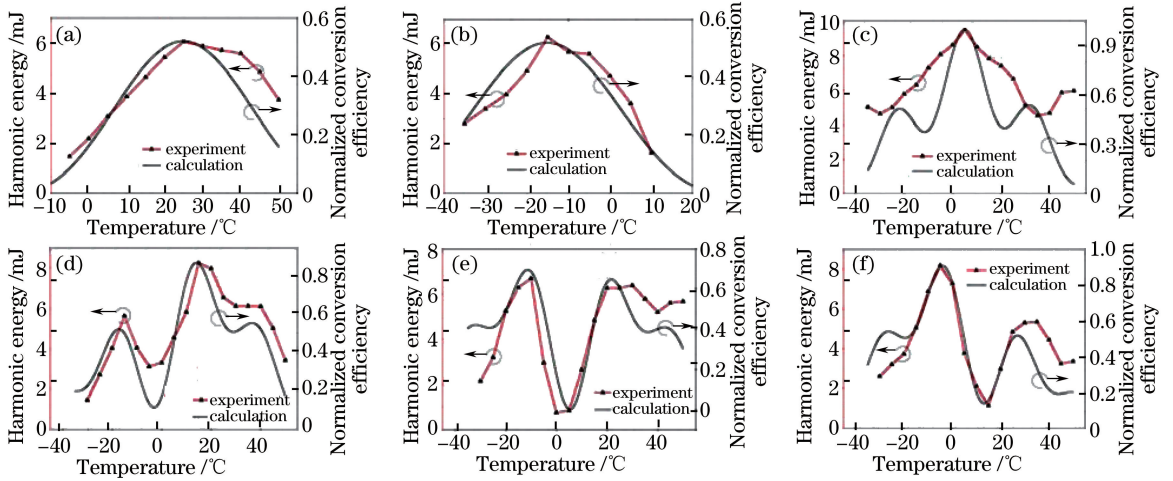 (a)
Harmonic energy /mJ
6
4
2
0
0.6
0.4
0.2
0
Normalized conversion
efficiency
experiment
calculation
−10 0 10 20 30 40 50
Temperature /℃
(b)
Harmonic energy /mJ
6
4
2
0
0.6
0.4
0.2
0
Normalized conversion
efficiency
experiment
calculation
−40 −30 −20 −10 0 10 20
Temperature /℃
(c)
Harmonic energy /mJ
10
8
6
4
2
0
0.9
0.6
0.3
0
Normalized conversion
efficiency
experiment
calculation
−40 −20 0 20 40
Temperature /℃
(d)
Harmonic energy /mJ
8
6
4
2
0
0.8
0.6
0.4
0.2
0
Normalized conversion
efficiency
experiment
calculation
−40 −20 0 20 40
Temperature /℃
(e)
Harmonic energy /mJ
8
6
4
2
0
0.8
0.6
0.4
0.2
0
Normalized conversion
efficiency
experiment
calculation
−40 −20 0 20 40
Temperature /℃
(f)
Harmonic energy /mJ
8
6
4
2
0
1.0
0.8
0.6
0.4
0.2
0
Normalized conversion
efficiency
experiment
calculation
−40 −20 0 20 40
Temperature /℃